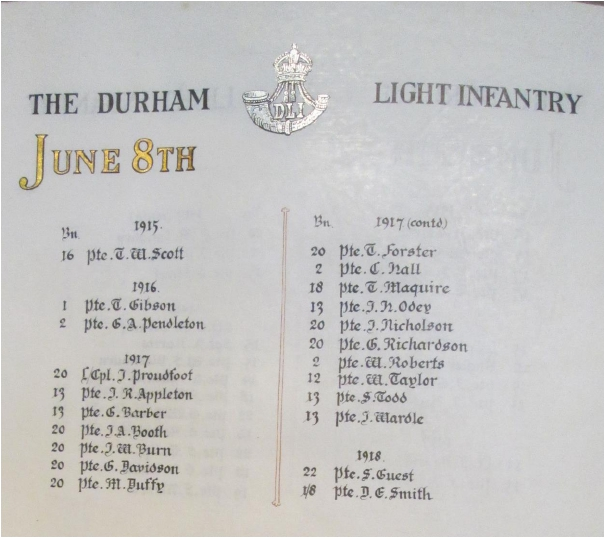 THE DURHAM LIGHT INFANTRY
DLI
JUNE 8TH
Bn. 1915.
16 Pte. T. W. Scott
1916.
1 Pte. T. Gibson
2 Pte. G. A. Pendleton
1917
20 L/Cpl. J. Proudfoot
13 Pte. J. R. Appleton
13 Pte. G. Barber
20 Pte. J. A. Booth
20 Pte. J. W. Burn
20 Pte. G. Davidson
20 Pte. M. Duffy
Bn. 1917 (contd)
20 Pte. T. Forster
2 Pte. C. Hall
18 Pte. T. Maquire
13 Pte. J. H. Odey
20 Pte. J. Nicholson
20 Pte. G. Richardson
2 Pte. W. Roberts
12 Pte. W. Taylor
13 Pte. S. Todd
13 Pte. J. Wardle
1918.
22 Pte. S. Guest
1/8 Pte. D. E. Smith